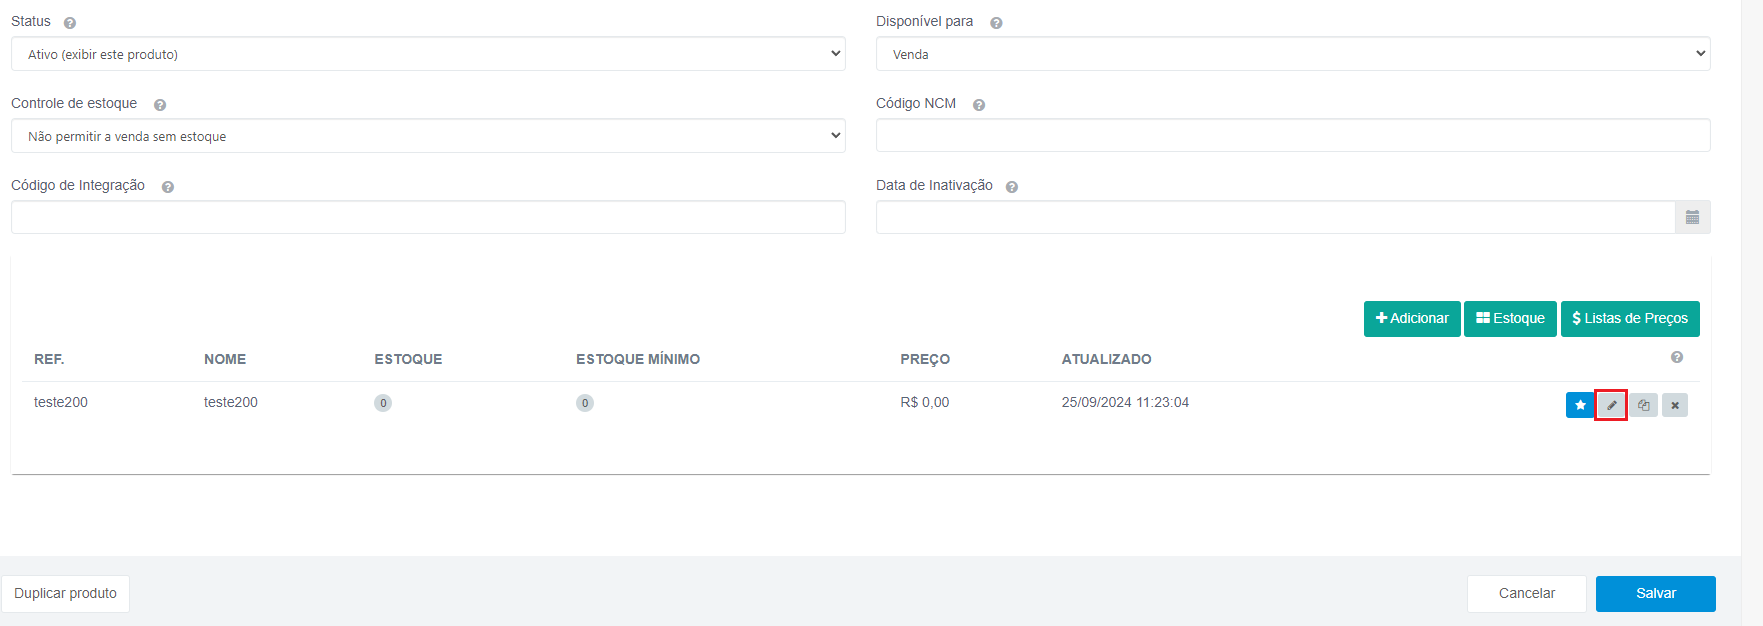 Status
Disponível para
Ativo (exibir este produto)
Venda
Controle de estoque
Código NCM
Não permitir a venda sem estoque
Código de Integração
Data de Inativação
Adicionar
Estoque
$ Listas de Preços
REF. NOME ESTOQUE ESTOQUE MÍNIMO PREÇO ATUALIZADO
teste200 teste200 0 0 R$ 0,00 25/09/2024 11:23:04
Duplicar produto
Cancelar
Salvar